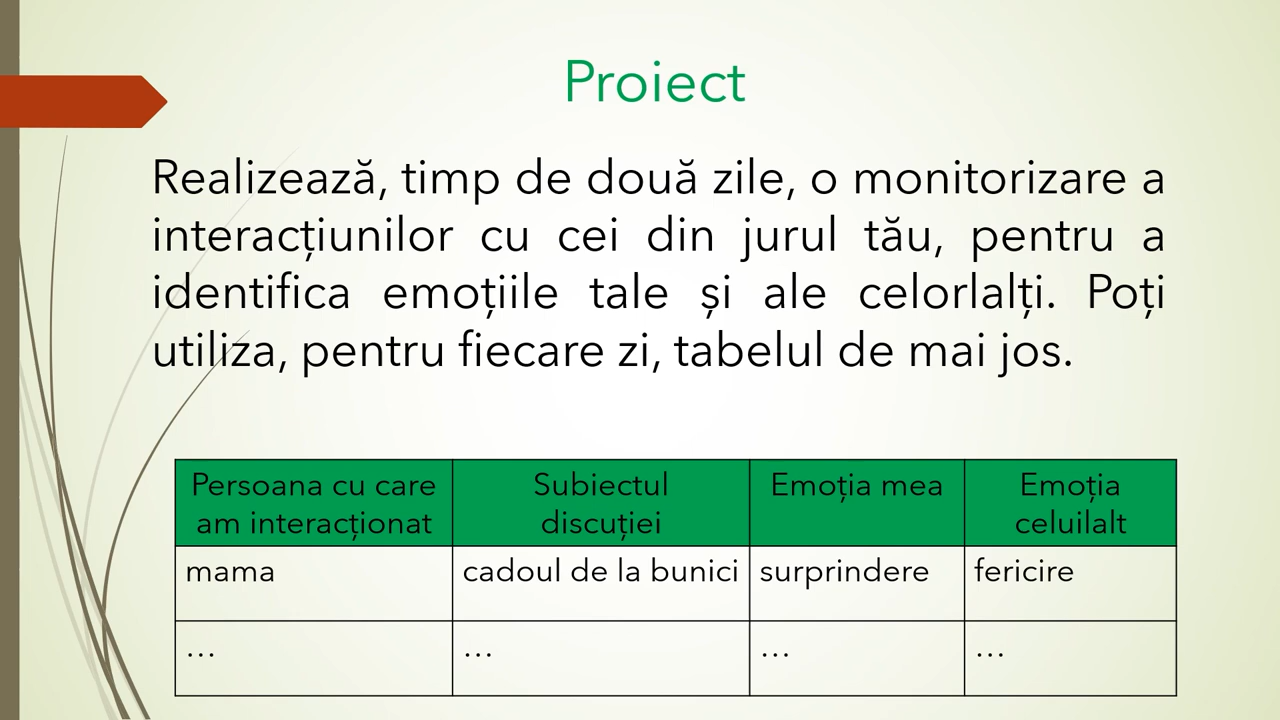 Proiect
Realizează, timp de două zile, o monitorizare a
interacțiunilor cu cei din jurul tău, pentru a
identifica emoțiile tale și ale celorlalți. Poți
utiliza, pentru fiecare zi, tabelul de mai jos.
Persoana cu care am interacționat
Subiectul discuției
Emoția mea
Emoția celuilalt
mama
cadoul de la bunici
surprindere
fericire
…
…
…
…